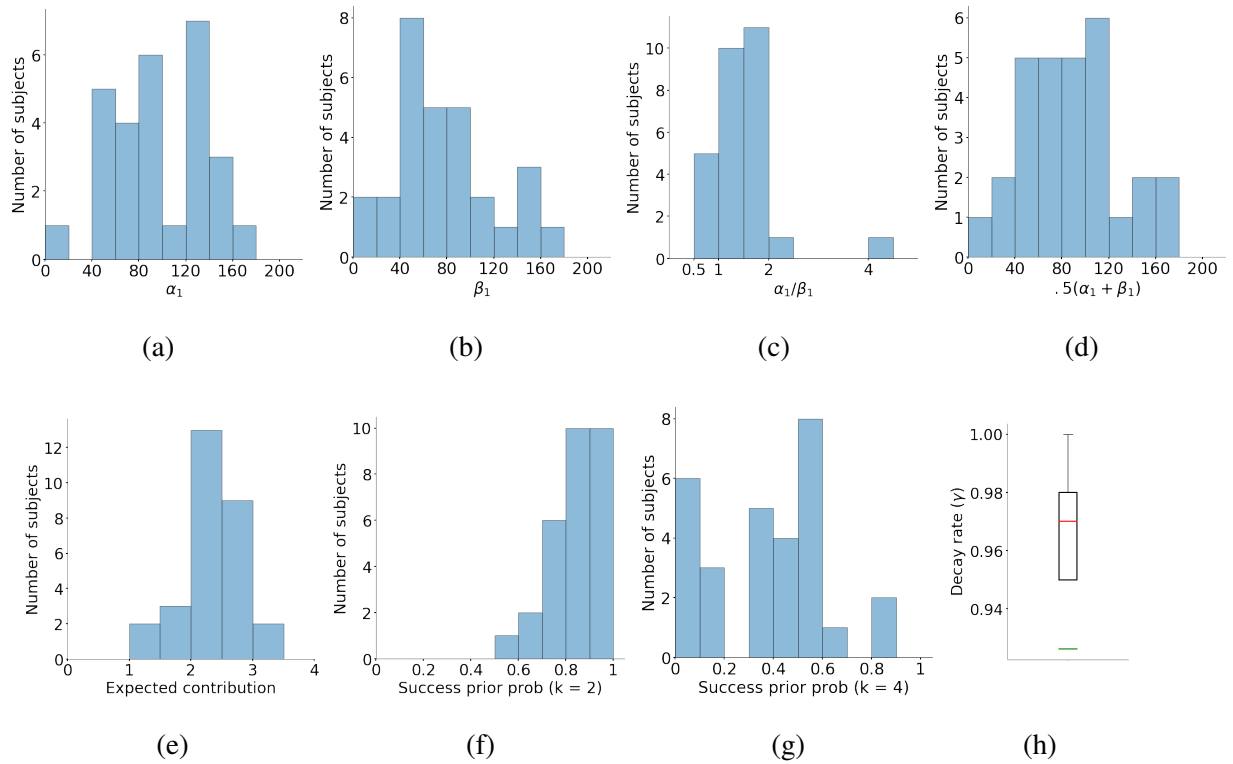 Number of subjects
6
4
2
0
0 40 80 120 160 200
α₁
(a)
Number of subjects
8
6
4
2
0
0 40 80 120 160 200
β₁
(b)
Number of subjects
10
8
6
4
2
0
0.5 1 2 4
α₁/β₁
(c)
Number of subjects
6
5
4
3
2
1
0
0 40 80 120 160 200
.5(α₁ + β₁)
(d)
Number of subjects
12
10
8
6
4
2
0
0 1 2 3 4
Expected contribution
(e)
Number of subjects
10
8
6
4
2
0
0 0.2 0.4 0.6 0.8 1
Success prior prob (k = 2)
(f)
Number of subjects
8
6
4
2
0
0 0.2 0.4 0.6 0.8 1
Success prior prob (k = 4)
(g)
Decay rate (γ)
1.00
0.98
0.96
0.94
(h)